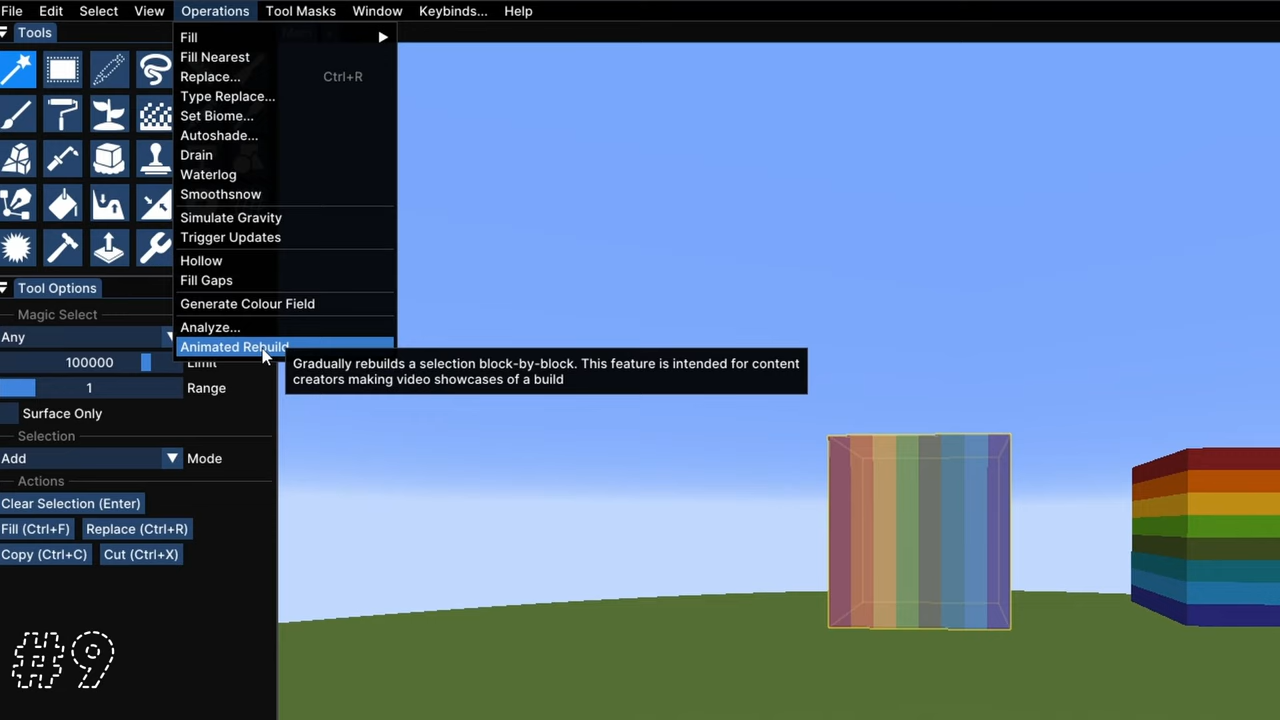 File Edit Select View Operations Tool Masks Window Keybinds... Help
Tools
Fill
Fill Nearest
Replace... Ctrl+R
Type Replace...
Set Biome...
Autoshade...
Drain
Waterlog
Smoothsnow
Simulate Gravity
Trigger Updates
Hollow
Fill Gaps
Generate Colour Field
Analyze...
Animated Rebuild
Gradually rebuilds a selection block-by-block. This feature is intended for content
creators making video showcases of a build
Tool Options
Magic Select
Any
100000 Limit
1 Range
Surface Only
Selection
Add Mode
Actions
Clear Selection (Enter)
Fill (Ctrl+F) Replace (Ctrl+R)
Copy (Ctrl+C) Cut (Ctrl+X)
#9